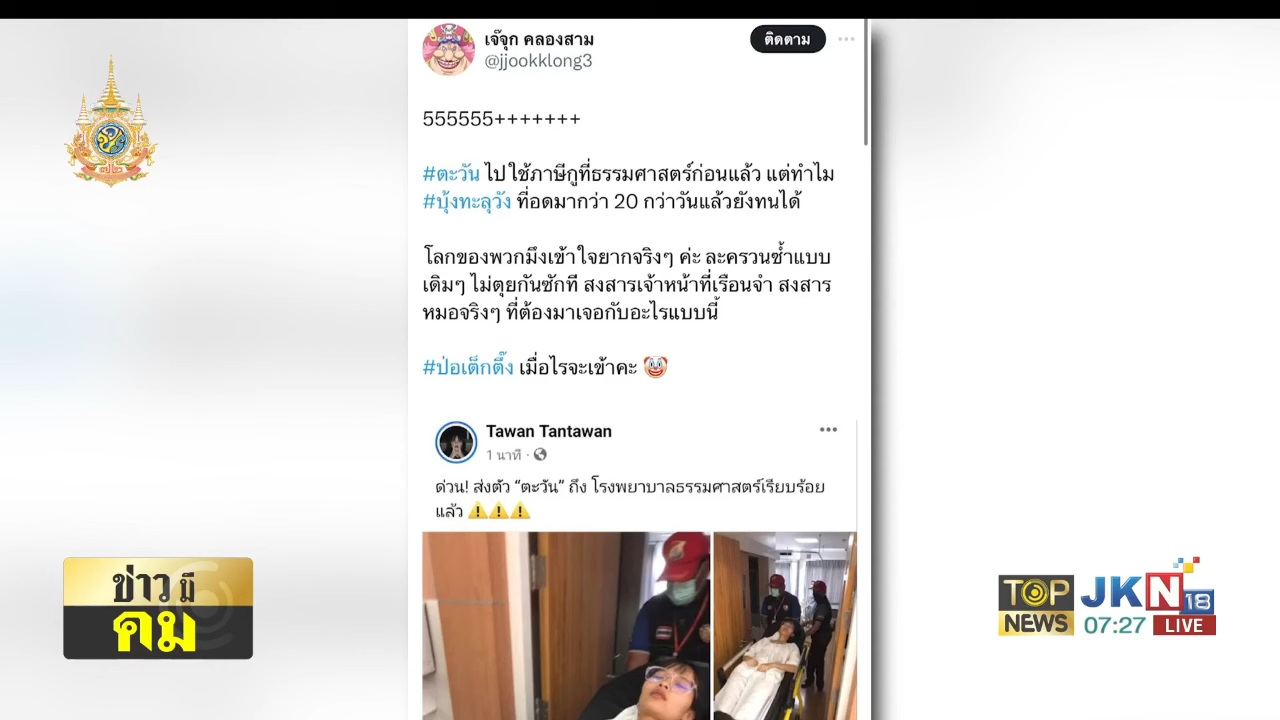 เจ๊จุก คลองสาม
ติดตาม
@jjookklong3
555555+++++++
#ตะวัน ไปใช้ภาษีกูที่ธรรมศาสตร์ก่อนแล้ว แต่ทำไม
#บุ้งทะลุวัง ที่อดมากว่า 20 กว่าวันแล้วยังทนได้
โลกของพวกมึงเข้าใจยากจริงๆ ค่ะ ละครวนซ้ำแบบ
เดิมๆ ไม่ตุยกันซักที สงสารเจ้าหน้าที่เรือนจำ สงสาร
หมอจริงๆ ที่ต้องมาเจอกับอะไรแบบนี้
#ป่อเต็กตึ๊ง เมื่อไรจะเข้าคะ 🤡
Tawan Tantawan
1 นาที ·
ด่วน! ส่งตัว “ตะวัน” ถึง โรงพยาบาลธรรมศาสตร์เรียบร้อย
แล้ว ⚠️⚠️⚠️
ข่าวมี
คม
TOP
NEWS
JKN
18
07:27
LIVE